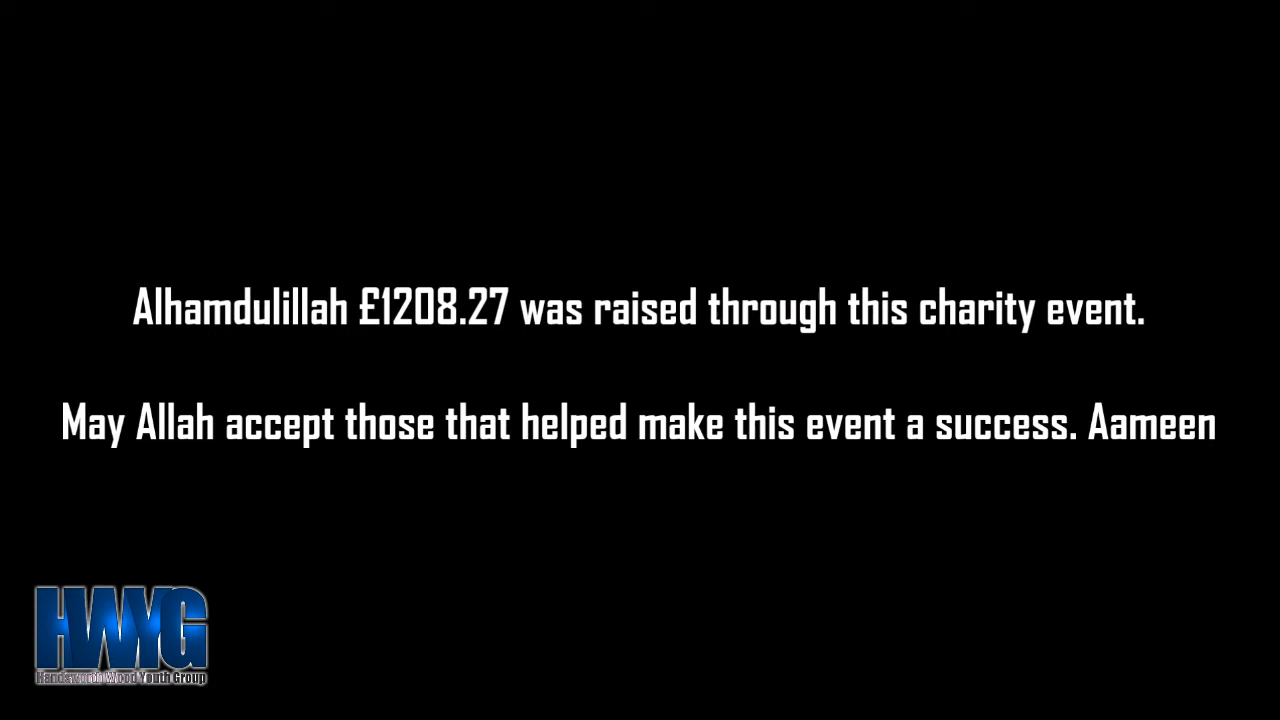 Alhamdulillah £1208.27 was raised through this charity event.
May Allah accept those that helped make this event a success. Aameen
HWYG
Handsworth Wood Youth Group